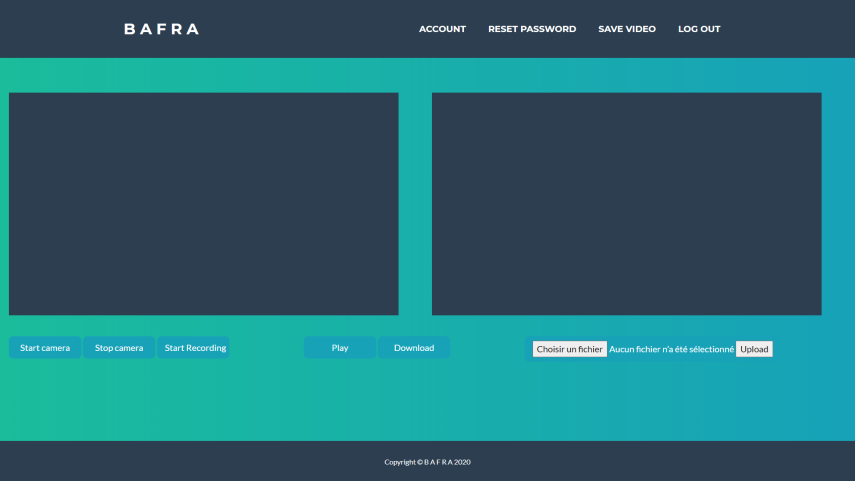 B A F R A
ACCOUNT RESET PASSWORD SAVE VIDEO LOG OUT
Start camera Stop camera Start Recording Play Download Choisir un fichier Aucun fichier n'a été sélectionné Upload
Copyright © B A F R A 2020